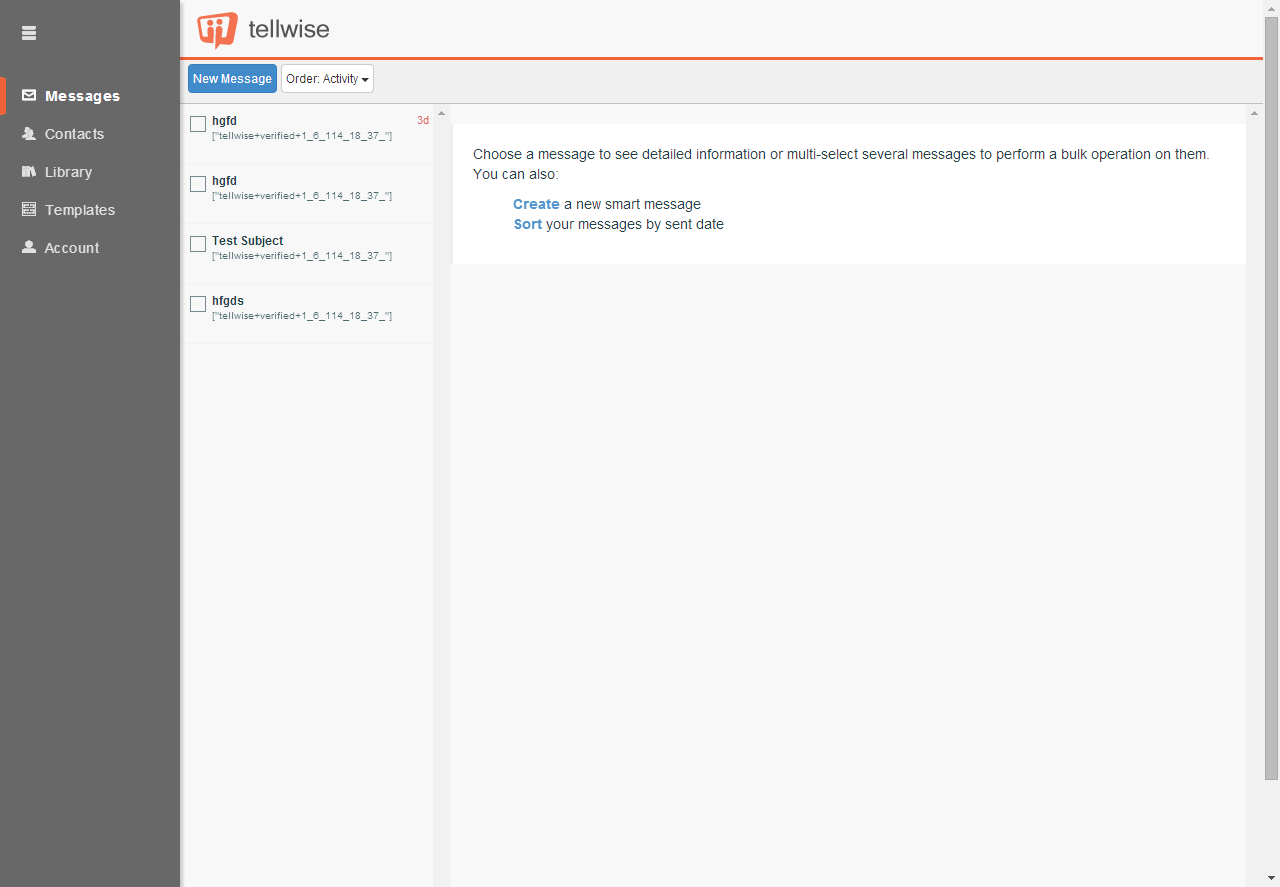 tellwise
Messages
Contacts
Library
Templates
Account
New Message
Order: Activity
hgfd
3d
["tellwise+verified+1_6_114_18_37_"]
hgfd
["tellwise+verified+1_6_114_18_37_"]
Test Subject
["tellwise+verified+1_6_114_18_37_"]
hfgds
["tellwise+verified+1_6_114_18_37_"]
Choose a message to see detailed information or multi-select several messages to perform a bulk operation on them.
You can also:
Create a new smart message
Sort your messages by sent date